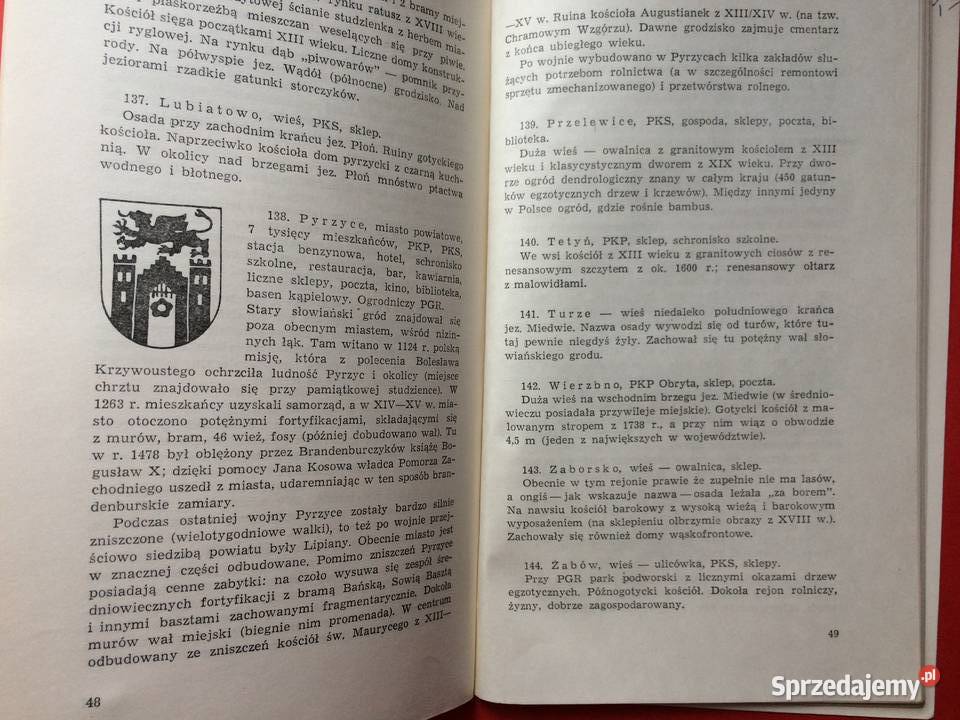 i 2 bramy miej-
rynku ratusz z XVIII wie-
ścianie studzienka z herbem mia-
płaskorzeźbą mieszczan weselących się przy piwie.
Kościół sięga początkami XIII wieku. Liczne domy konstruk-
cji ryglowej. Na rynku dąb „piwowarów” — pomnik przy-
rody. Na półwyspie jez. Wądół (północne) grodzisko. Nad
jeziorami rzadkie gatunki storczyków.
137. Lubiatowo, wieś, PKS, sklep.
Osada przy zachodnim krańcu jez. Płoń. Ruiny gotyckiego
kościoła. Naprzeciwko kościoła dom pyrzycki z czarną kuch-
nią. W okolicy nad brzegami jez. Płoń mnóstwo ptactwa
wodnego i błotnego.
138. Pyrzyce, miasto powiatowe,
7 tysięcy mieszkańców, PKP, PKS,
stacja benzynowa, hotel, schronisko
szkolne, restauracja, bar, kawiarnia,
liczne sklepy, poczta, kino, biblioteka,
basen kąpielowy. Ogrodniczy PGR.
Stary słowiański gród znajdował się
poza obecnym miastem, wśród nizin-
nych łąk. Tam witano w 1124 r. polską
misję, która z polecenia Bolesława
Krzywoustego ochrzciła ludność Pyrzyc i okolicy (miejsce
chrztu znajdowało się przy pamiątkowej studzience). W
1263 r. mieszkańcy uzyskali samorząd, a w XIV—XV w. mia-
sto otoczono potężnymi fortyfikacjami, składającymi się
z murów, bram, 46 wież, fosy (później dobudowano wał). Tu
w r. 1478 był oblężony przez Brandenburczyków książę Bo-
gusław X; dzięki pomocy Jana Kosowa władca Pomorza Za-
chodniego uszedł z miasta, udaremniając w ten sposób bran-
denburskie zamiary.
Podczas ostatniej wojny Pyrzyce zostały bardzo silnie
zniszczone (wielotygodniowe walki), to też po wojnie przej-
ściowo siedzibą powiatu były Lipiany. Obecnie miasto jest
w znacznej części odbudowane. Pomimo zniszczeń Pyrzyce
posiadają cenne zabytki: na czoło wysuwa się zespół śre-
dniowiecznych fortyfikacji z bramą Bańską, Sowią Basztą
i innymi basztami zachowanymi fragmentarycznie. Dokoła
murów wał miejski (biegnie nim promenada). W centrum
odbudowany ze zniszczeń kościół św. Maurycego z XIII—
48
—XV w. Ruina kościoła Augustianek z XIII/XIV w. (na tzw.
Chramowym Wzgórzu). Dawne grodzisko zajmuje cmentarz
z końca ubiegłego wieku.
Po wojnie wybudowano w Pyrzycach kilka zakładów słu-
żących potrzebom rolnictwa (a w szczególności remontowi
sprzętu zmechanizowanego) i przetwórstwa rolnego.
139. Przelewice, PKS, gospoda, sklepy, poczta, bi-
blioteka.
Duża wieś — owalnica z granitowym kościołem z XIII
wieku i klasycystycznym dworem z XIX wieku. Przy dwo-
rze ogród dendrologiczny znany w całym kraju (450 gatun-
ków egzotycznych drzew i krzewów). Między innymi jedyny
w Polsce ogród, gdzie rośnie bambus.
140. Tetyń, PKP, sklep, schronisko szkolne.
We wsi kościół z XIII wieku z granitowych ciosów z re-
nesansowym szczytem z ok. 1600 r.; renesansowy ołtarz
z malowidłami.
141. Turze — wieś niedaleko południowego krańca
jez. Miedwie. Nazwa osady wywodzi się od turów, które tu-
taj pewnie niegdyś żyły. Zachował się tu potężny wał sło-
wiańskiego grodu.
142. Wierzbno, PKP Obryta, sklep, poczta.
Duża wieś na wschodnim brzegu jez. Miedwie (w średnio-
wieczu posiadała przywileje miejskie). Gotycki kościół z ma-
lowanym stropem z 1738 r., a przy nim wiąz o obwodzie
4,5 m (jeden z największych w województwie).
143. Zaborsko, wieś — owalnica, sklep.
Obecnie w tym rejonie prawie że zupełnie nie ma lasów,
a ongiś — jak wskazuje nazwa — osada leżała „za borem”.
Na nawsiu kościół barokowy z wysoką wieżą i barokowym
wyposażeniem (na sklepieniu olbrzymie obrazy z XVIII w.).
Zachowały się również domy wąskofrontowe.
144. Żabów, wieś — ulicówka, PKS, sklepy.
Przy PGR park podworski z licznymi okazami drzew
egzotycznych. Późnogotycki kościół. Dokoła rejon rolniczy,
żyzny, dobrze zagospodarowany.
49
Sprzedajemy.pl